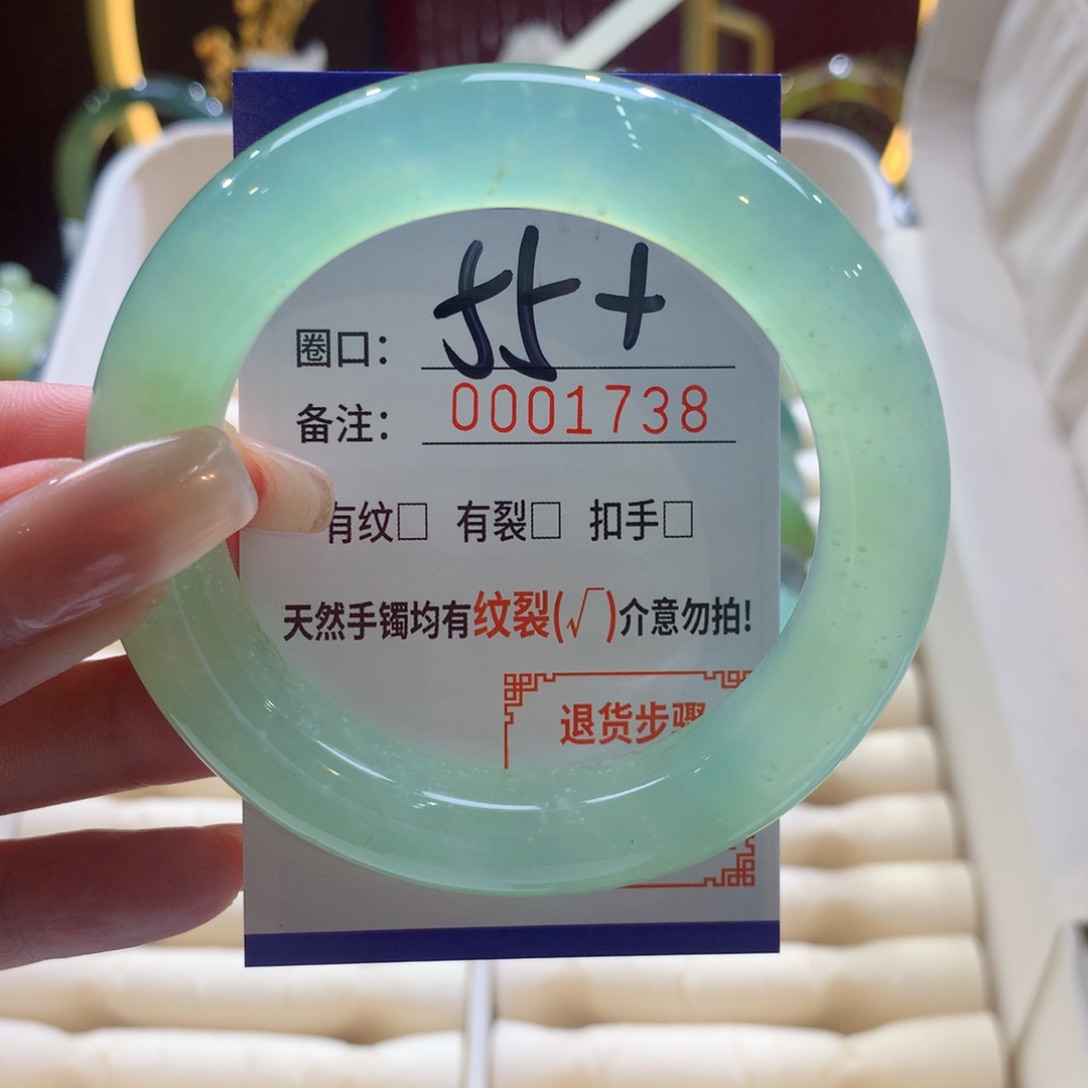 圈口： 55+
备注： 0001738
有纹□ 有裂□ 扣手□
天然手镯均有纹裂(√)介意勿拍!
退货步骤